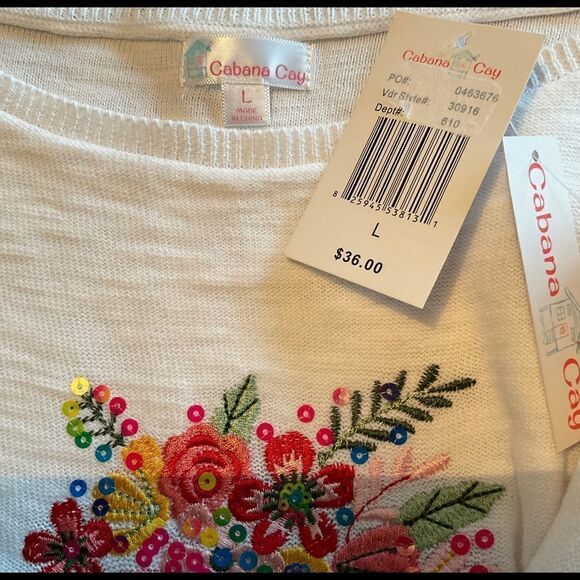 Cabana Cay
L
MADE
IN CHINA
Cabana Cay
PO#: 0463676
Vdr Style#: 30916
Dept#: 610
8 25945 53813 1
L
$36.00
Cabana
Cay